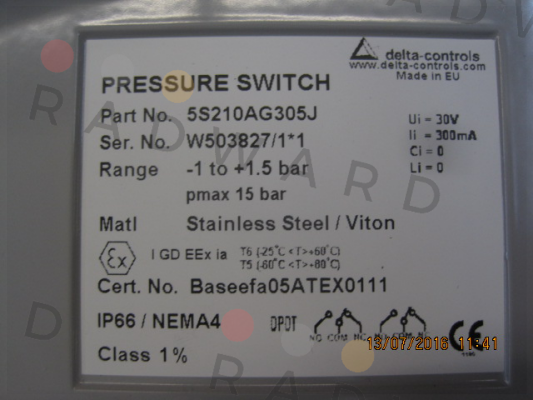 delta-controls
www.delta-controls.com
Made in EU
PRESSURE SWITCH
Part No. 5S210AG305J
Ser. No. W503827/1*1
Range -1 to +1.5 bar
pmax 15 bar
Ui = 30V
Ii = 300mA
Ci = 0
Li = 0
Matl Stainless Steel / Viton
Ex I GD EEx ia T6 (-25°C <T>+60°C)
T5 (-60°C <T>+80°C)
Cert. No. Baseefa05ATEX0111
IP66 / NEMA4 DPDT
NO COM NC NO COM NC
Class 1%
CE
13/07/2016 11:41
RADWARD
RADWARD